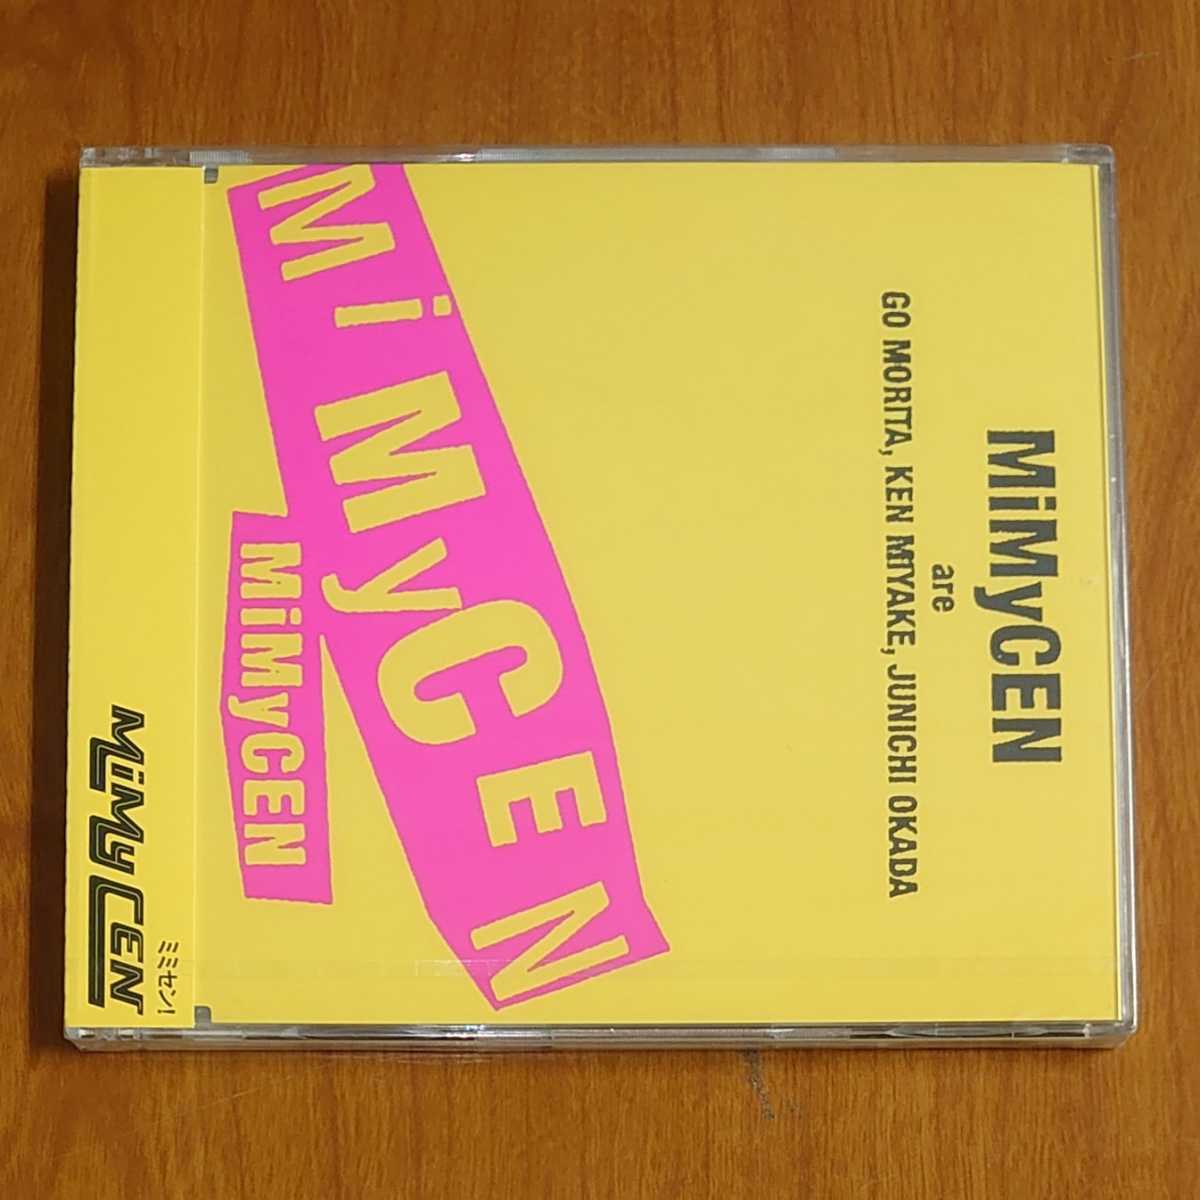 MiMyCEN
are
GO MORITA, KEN MIYAKE, JUNICHI OKADA
MiMyCEN
MiMyCEN
MiMyCEN
ミミセン!